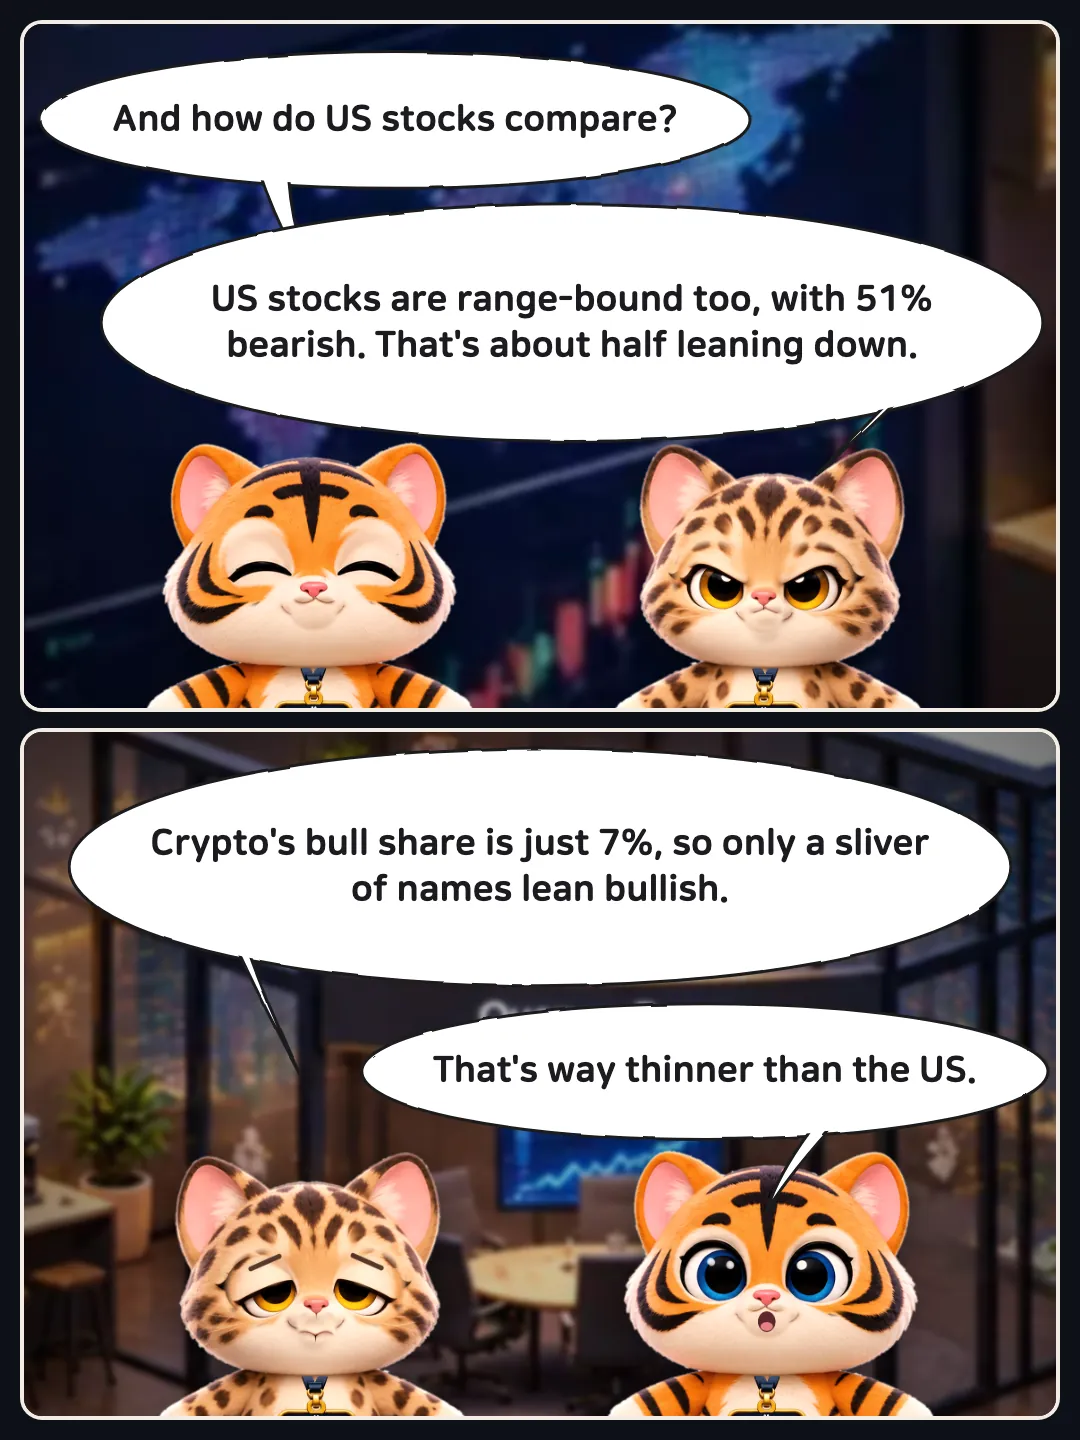 And how do US stocks compare?
US stocks are range-bound too, with 51%
bearish. That's about half leaning down.
Crypto's bull share is just 7%, so only a sliver
of names lean bullish.
That's way thinner than the US.